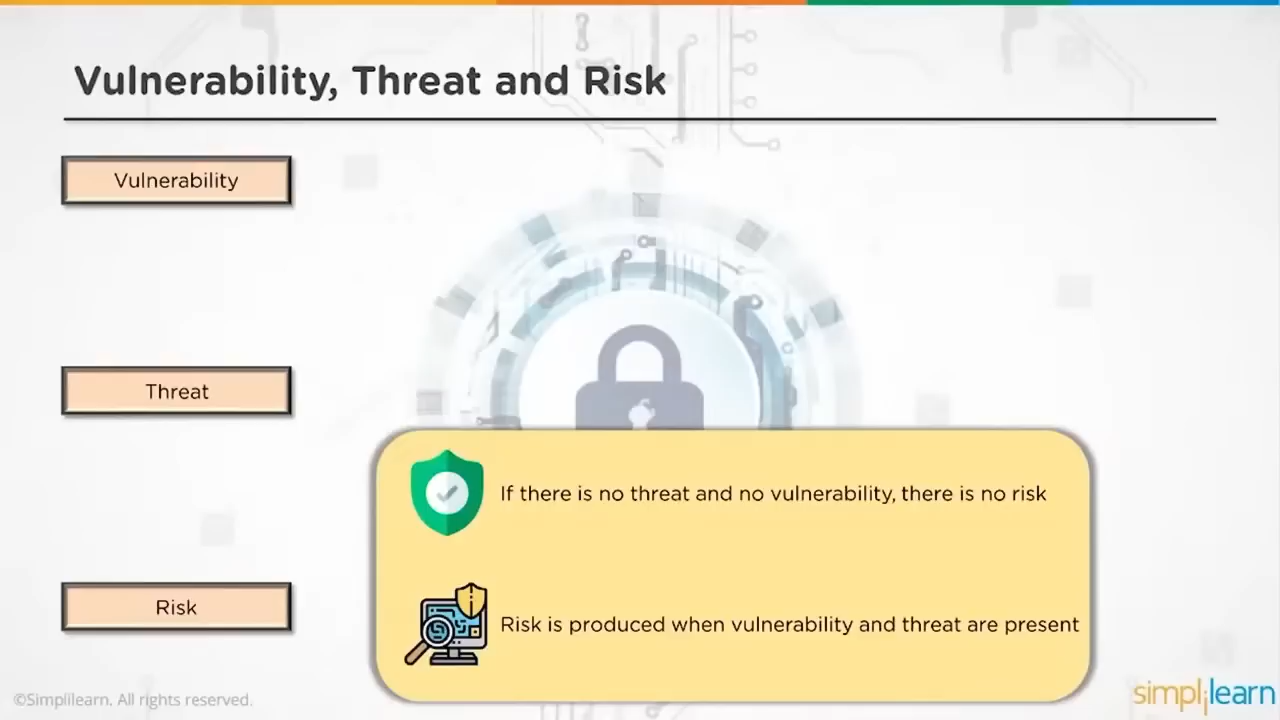 Vulnerability, Threat and Risk
Vulnerability
Threat
If there is no threat and no vulnerability, there is no risk
Risk
Risk is produced when vulnerability and threat are present
©Simplilearn. All rights reserved.
simplilearn